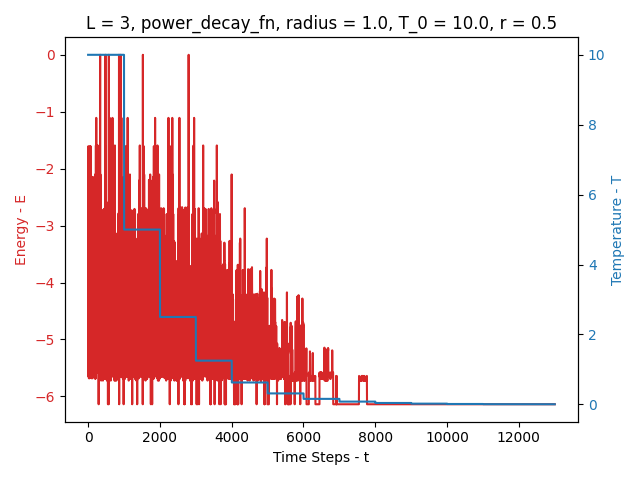 L = 3, power_decay_fn, radius = 1.0, T_0 = 10.0, r = 0.5
Energy - E
0
−1
−2
−3
−4
−5
−6
0 2000 4000 6000 8000 10000 12000
Time Steps - t
10
8
6
4
2
0
Temperature - T